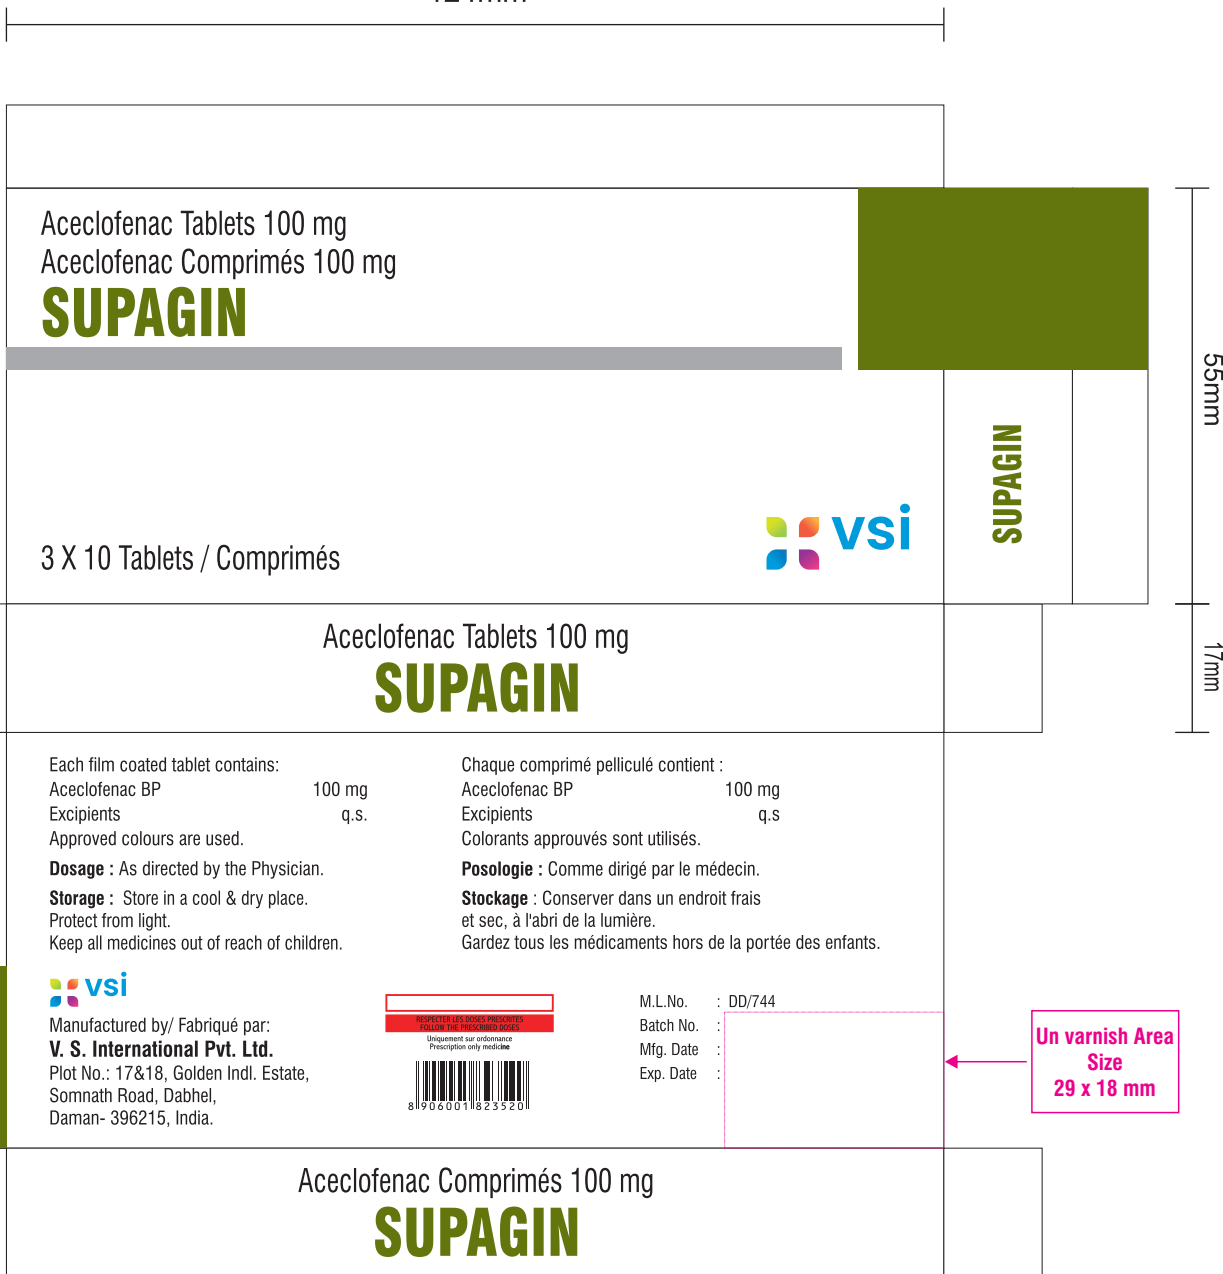 Aceclofenac Tablets 100 mg
Aceclofenac Comprimés 100 mg
SUPAGIN
55mm
SUPAGIN
vsi
3 X 10 Tablets / Comprimés
Aceclofenac Tablets 100 mg
SUPAGIN
17mm
Each film coated tablet contains:
Aceclofenac BP 100 mg
Excipients q.s.
Approved colours are used.
Dosage : As directed by the Physician.
Storage : Store in a cool & dry place.
Protect from light.
Keep all medicines out of reach of children.
Chaque comprimé pelliculé contient :
Aceclofenac BP 100 mg
Excipients q.s
Colorants approuvés sont utilisés.
Posologie : Comme dirigé par le médecin.
Stockage : Conserver dans un endroit frais
et sec, à l'abri de la lumière.
Gardez tous les médicaments hors de la portée des enfants.
vsi
Manufactured by/ Fabriqué par:
V. S. International Pvt. Ltd.
Plot No.: 17&18, Golden Indl. Estate,
Somnath Road, Dabhel,
Daman- 396215, India.
RESPECTER LES DOSES PRESCRITES
FOLLOW THE PRESCRIBED DOSES
Uniquement sur ordonnance
Prescription only medicine
8 906001 823520
M.L.No. : DD/744
Batch No. :
Mfg. Date :
Exp. Date :
Un varnish Area
Size
29 x 18 mm
Aceclofenac Comprimés 100 mg
SUPAGIN